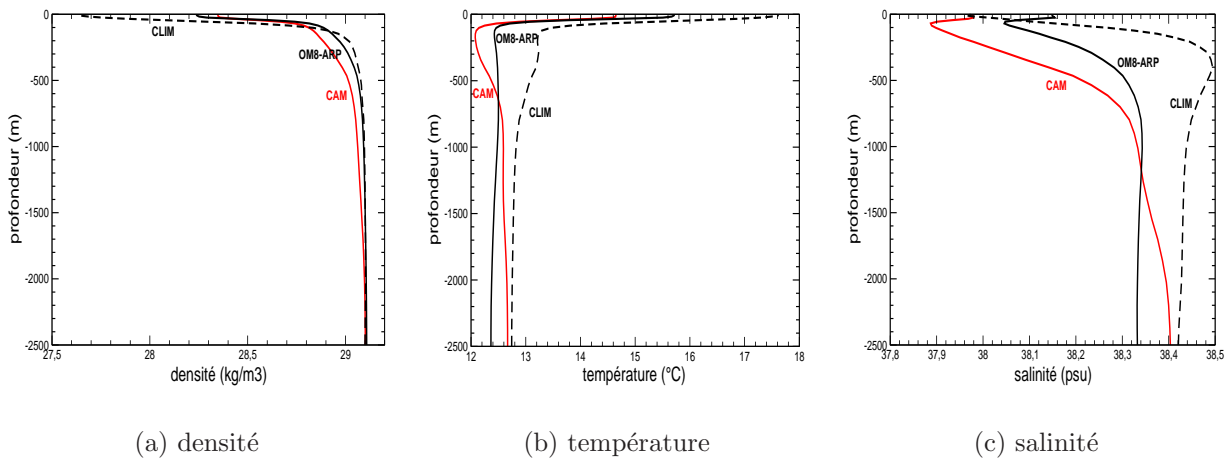 0
-500
-1000
-1500
-2000
-2500
profondeur (m)
27,5
28
28,5
29
densité (kg/m3)
CLIM
OM8-ARP
CAM
(a) densité
0
-500
-1000
-1500
-2000
-2500
profondeur (m)
12
13
14
15
16
17
18
température (°C)
OM8-ARP
CAM
CLIM
(b) température
0
-500
-1000
-1500
-2000
-2500
profondeur (m)
37,8
37,9
38
38,1
38,2
38,3
38,4
38,5
salinité (psu)
OM8-ARP
CAM
CLIM
(c) salinité